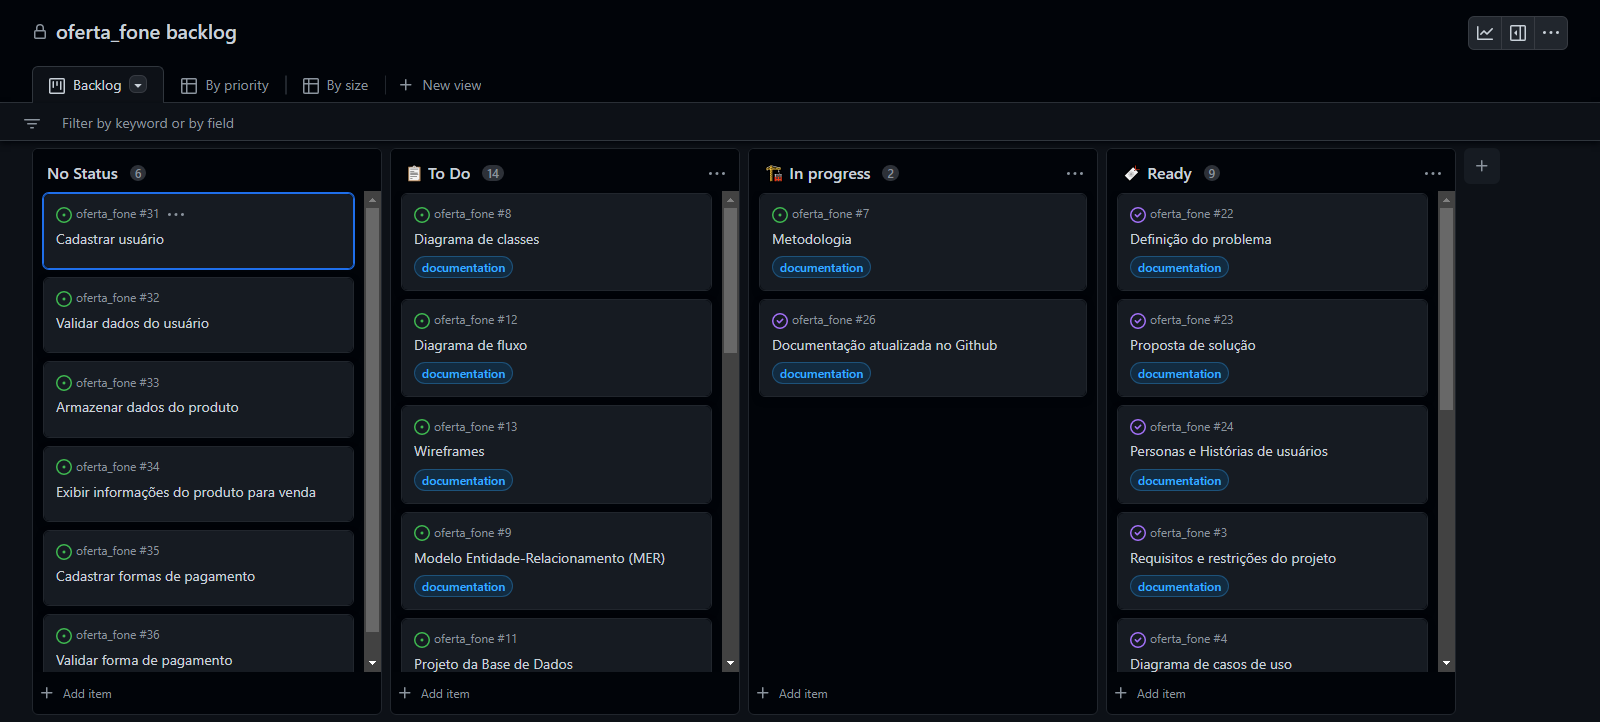 oferta_fone backlog
Backlog
By priority
By size
New view
Filter by keyword or by field
No Status 6
oferta_fone #31
Cadastrar usuário
oferta_fone #32
Validar dados do usuário
oferta_fone #33
Armazenar dados do produto
oferta_fone #34
Exibir informações do produto para venda
oferta_fone #35
Cadastrar formas de pagamento
oferta_fone #36
Validar forma de pagamento
Add item
To Do 14
oferta_fone #8
Diagrama de classes
documentation
oferta_fone #12
Diagrama de fluxo
documentation
oferta_fone #13
Wireframes
documentation
oferta_fone #9
Modelo Entidade-Relacionamento (MER)
documentation
oferta_fone #11
Projeto da Base de Dados
Add item
In progress 2
oferta_fone #7
Metodologia
documentation
oferta_fone #26
Documentação atualizada no Github
documentation
Add item
Ready 9
oferta_fone #22
Definição do problema
documentation
oferta_fone #23
Proposta de solução
documentation
oferta_fone #24
Personas e Histórias de usuários
documentation
oferta_fone #3
Requisitos e restrições do projeto
documentation
oferta_fone #4
Diagrama de casos de uso
Add item